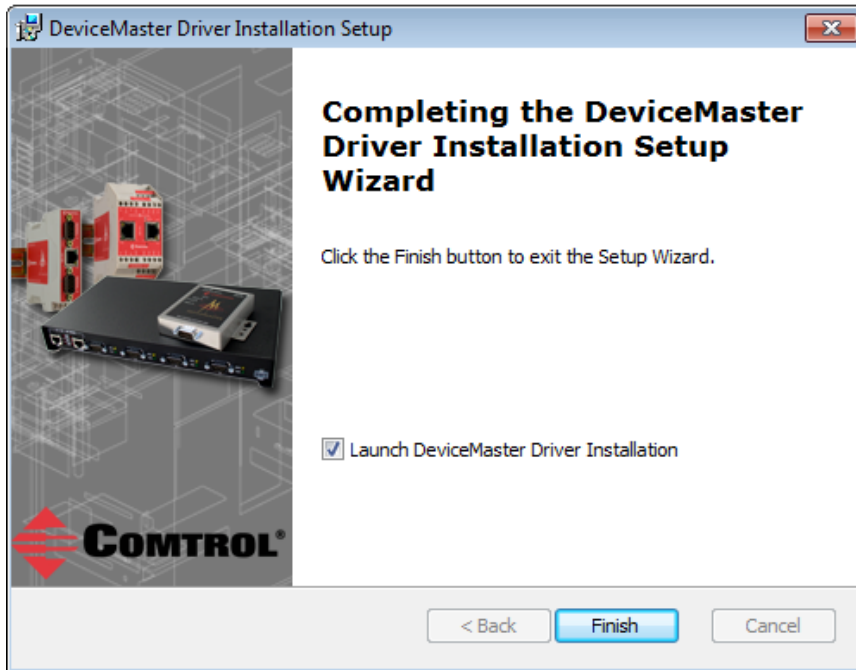 DeviceMaster Driver Installation Setup
Completing the DeviceMaster
Driver Installation Setup
Wizard
Click the Finish button to exit the Setup Wizard.
Launch DeviceMaster Driver Installation
COMTROL®
< Back
Finish
Cancel